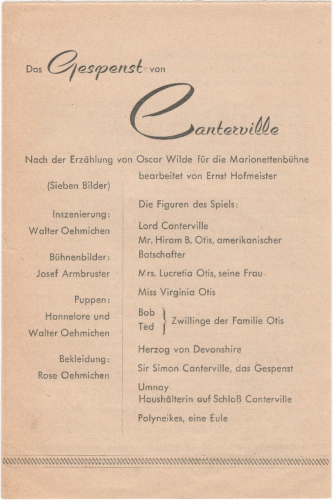 Das Gespenst von
Canterville
Nach der Erzählung von Oscar Wilde für die Marionettenbühne
bearbeitet von Ernst Hofmeister
(Sieben Bilder)
Inszenierung:
Walter Oehmichen
Bühnenbilder:
Josef Armbruster
Puppen:
Hannelore und
Walter Oehmichen
Bekleidung:
Rose Oehmichen
Die Figuren des Spiels:
Lord Canterville
Mr. Hiram B. Otis, amerikanischer
Botschafter
Mrs. Lucretia Otis, seine Frau
Miss Virginia Otis
Bob
Ted } Zwillinge der Familie Otis
Herzog von Devonshire
Sir Simon Canterville, das Gespenst
Umnay
Haushälterin auf Schloß Canterville
Polyneikes, eine Eule